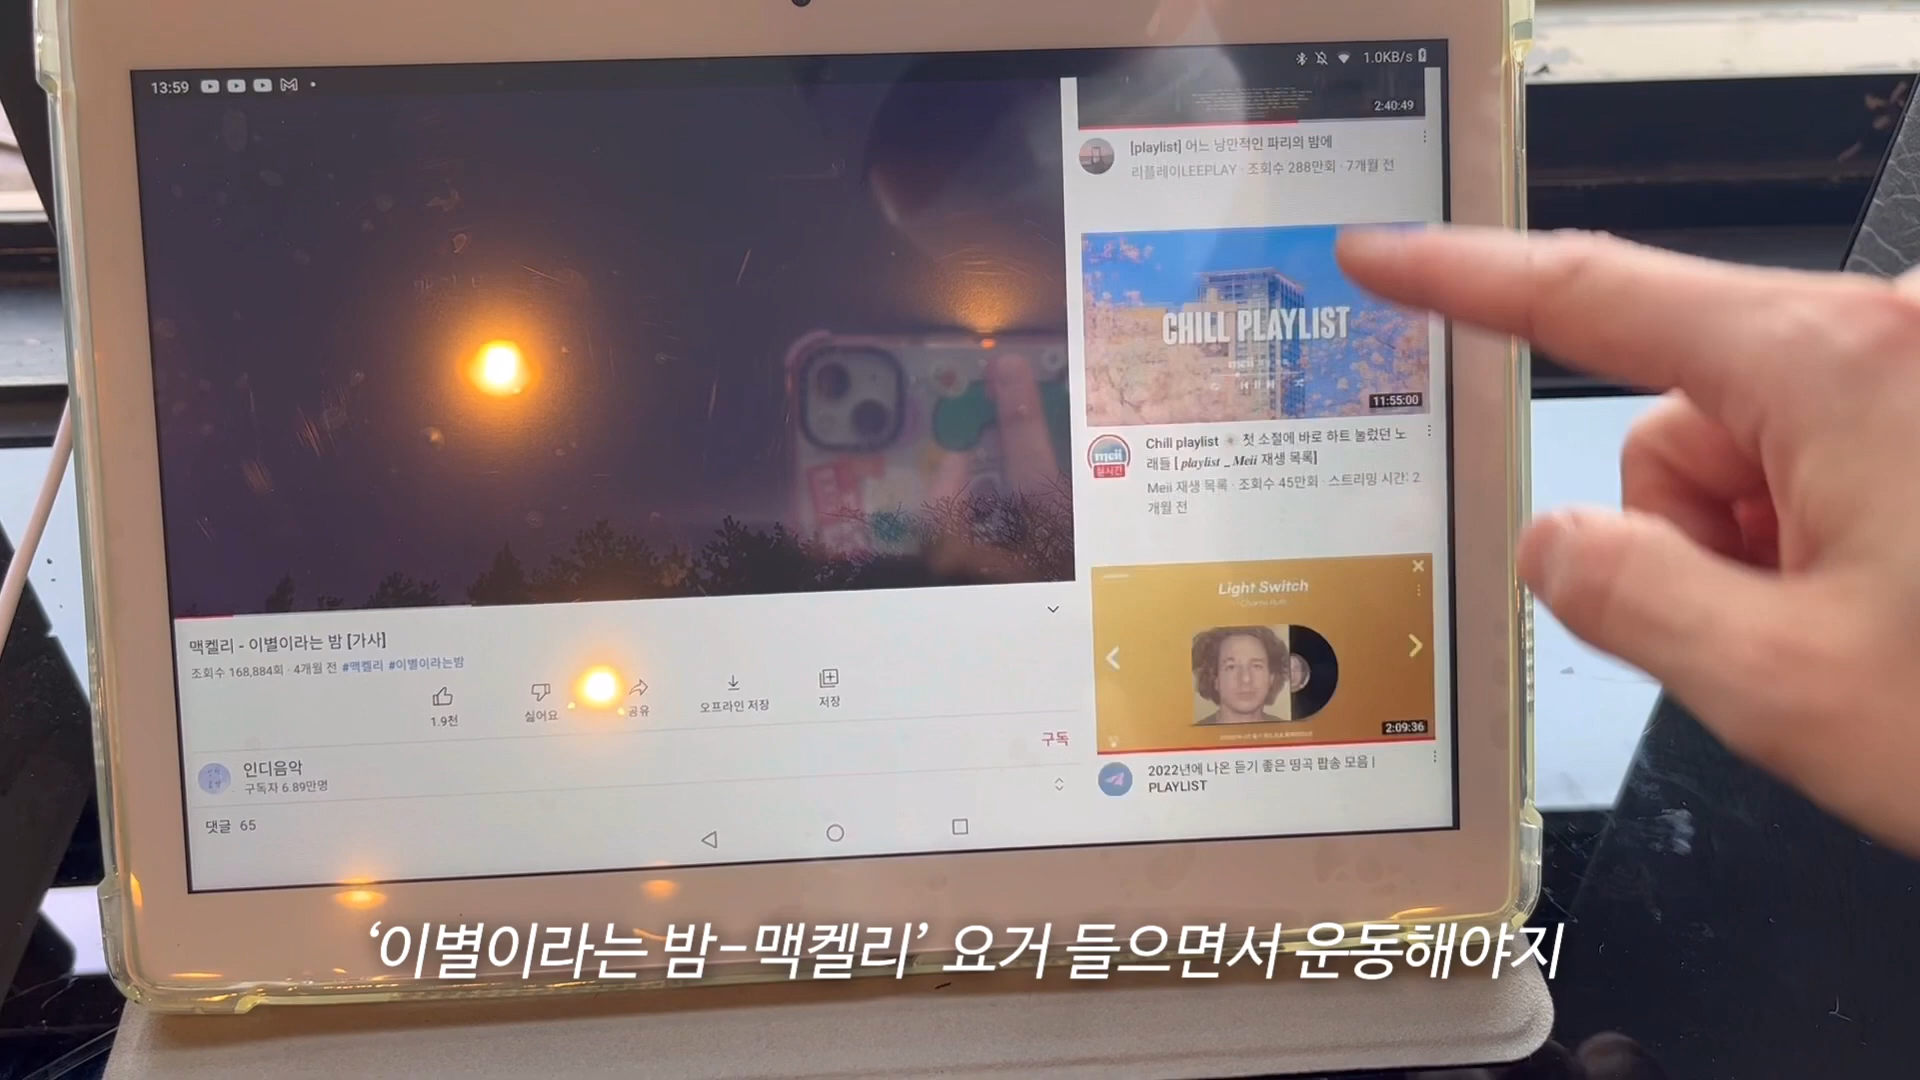 13:59
1.0KB/s
2:40:49
[playlist] 어느 낭만적인 파리의 밤에
리플레이LEEPLAY · 조회수 288만회 · 7개월 전
CHILL PLAYLIST
meii
11:55:00
meii
실시간
Chill playlist 첫 소절에 바로 하트 눌렀던 노
래들 [ playlist _ Meii 재생 목록]
Meii 재생 목록 · 조회수 45만회 · 스트리밍 시간: 2
개월 전
Light Switch
Charlie Puth
2:09:36
2022년에 나온 듣기 좋은 띵곡 팝송 모음 |
PLAYLIST
맥켈리 - 이별이라는 밤 [가사]
조회수 168,884회 · 4개월 전 #맥켈리 #이별이라는밤
1.9천
싫어요
공유
오프라인 저장
저장
구독
인디음악
구독자 6.89만명
댓글 65
‘이별이라는 밤-맥켈리’ 요거 들으면서 운동해야지